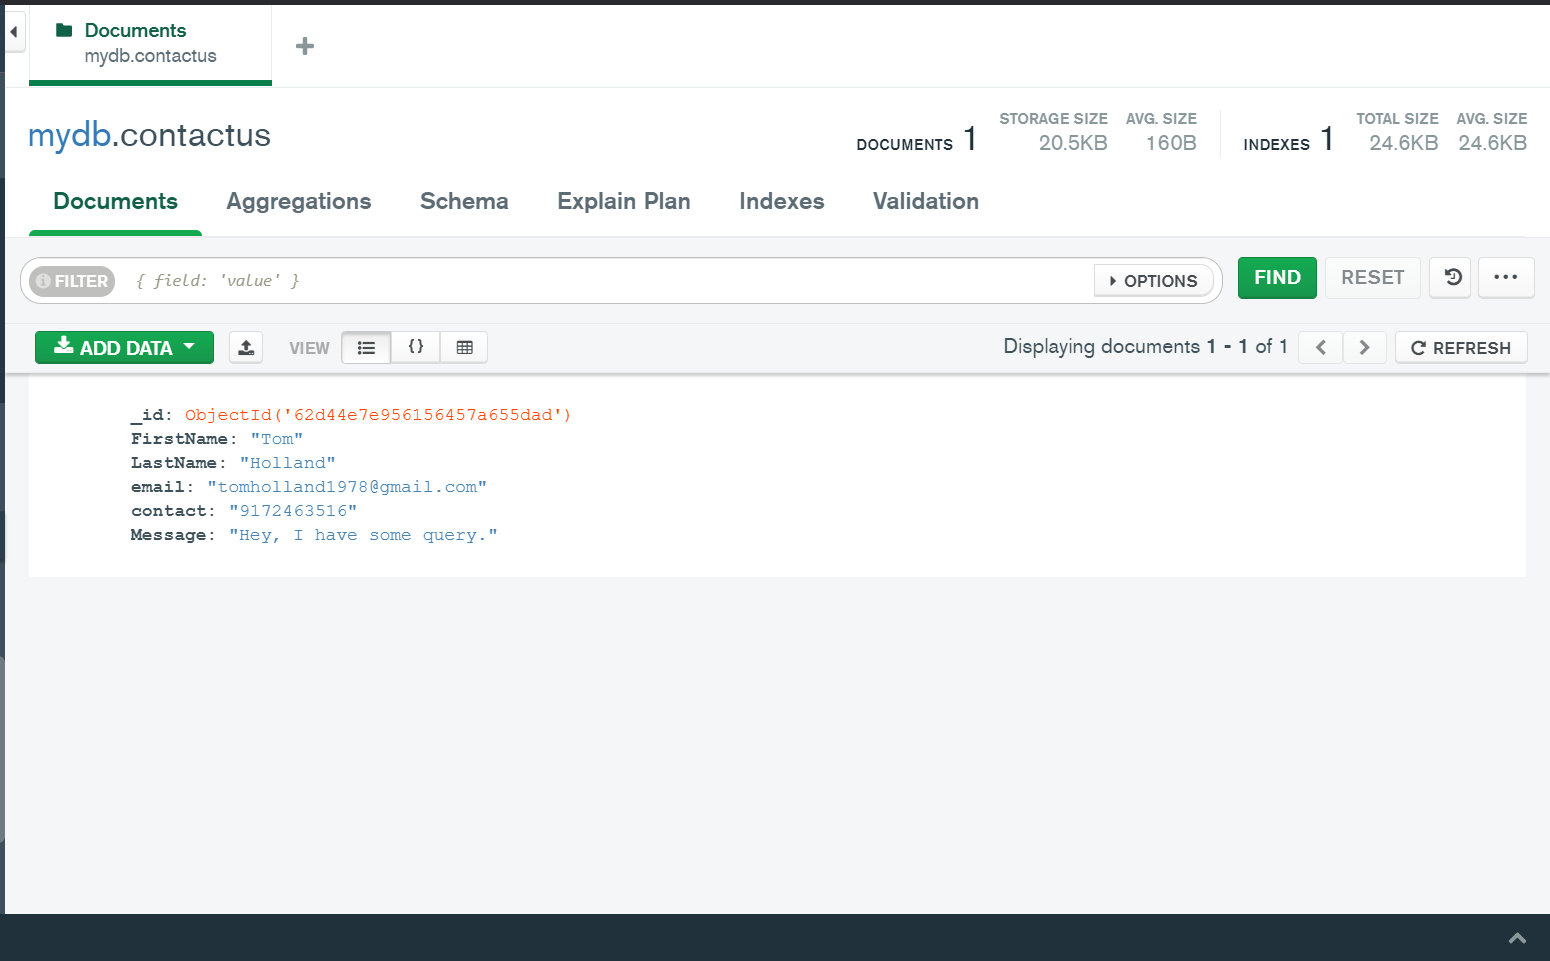 Documents
mydb.contactus
mydb.contactus
DOCUMENTS 1
STORAGE SIZE AVG. SIZE
20.5KB 160B
INDEXES 1
TOTAL SIZE AVG. SIZE
24.6KB 24.6KB
Documents Aggregations Schema Explain Plan Indexes Validation
FILTER { field: 'value' } OPTIONS FIND RESET
ADD DATA VIEW {} Displaying documents 1 - 1 of 1 REFRESH
_id: ObjectId('62d44e7e956156457a655dad')
FirstName: "Tom"
LastName: "Holland"
email: "tomholland1978@gmail.com"
contact: "9172463516"
Message: "Hey, I have some query."